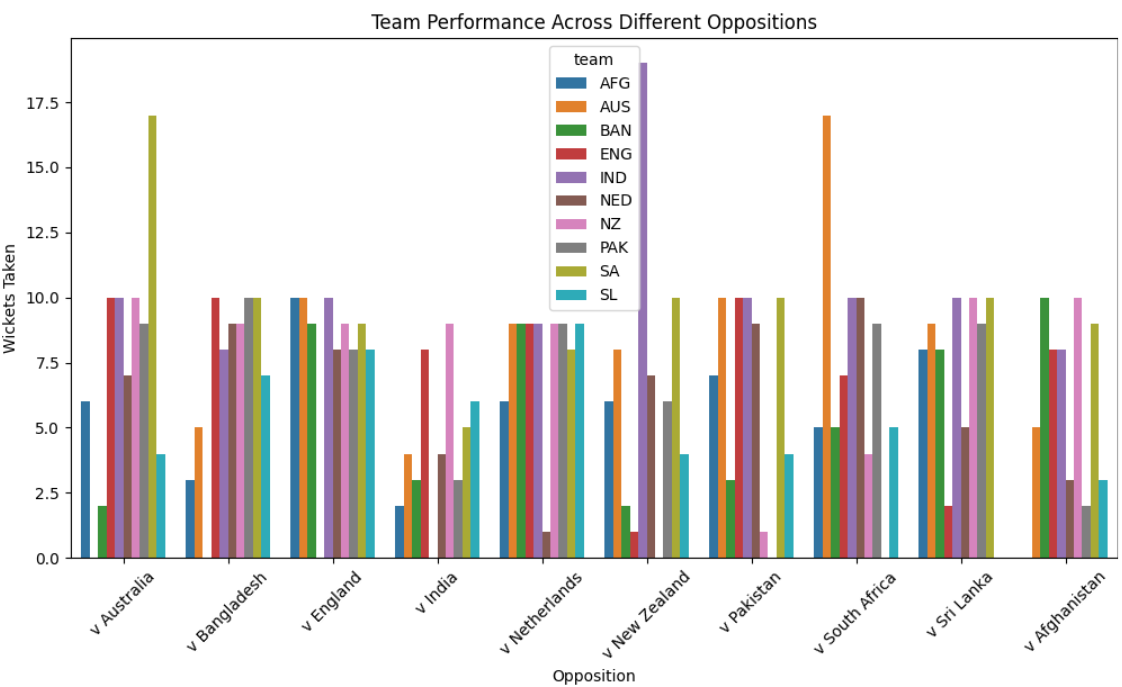 Team Performance Across Different Oppositions
team
AFG
AUS
BAN
ENG
IND
NED
NZ
PAK
SA
SL
Wickets Taken
17.5
15.0
12.5
10.0
7.5
5.0
2.5
0.0
v Australia
v Bangladesh
v England
v India
v Netherlands
v New Zealand
v Pakistan
v South Africa
v Sri Lanka
v Afghanistan
Opposition